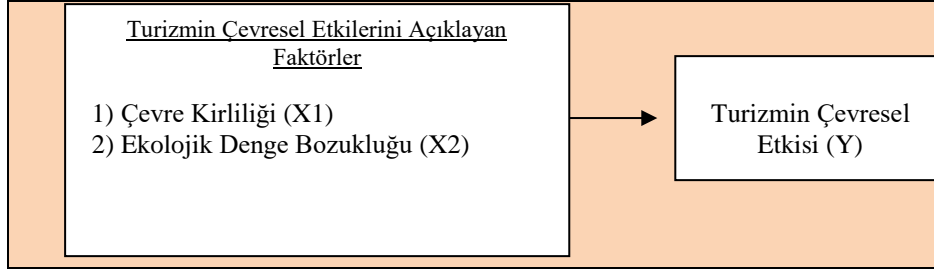 Turizmin Çevresel Etkilerini Açıklayan
Faktörler
1) Çevre Kirliliği (X1)
2) Ekolojik Denge Bozukluğu (X2)
Turizmin Çevresel
Etkisi (Y)